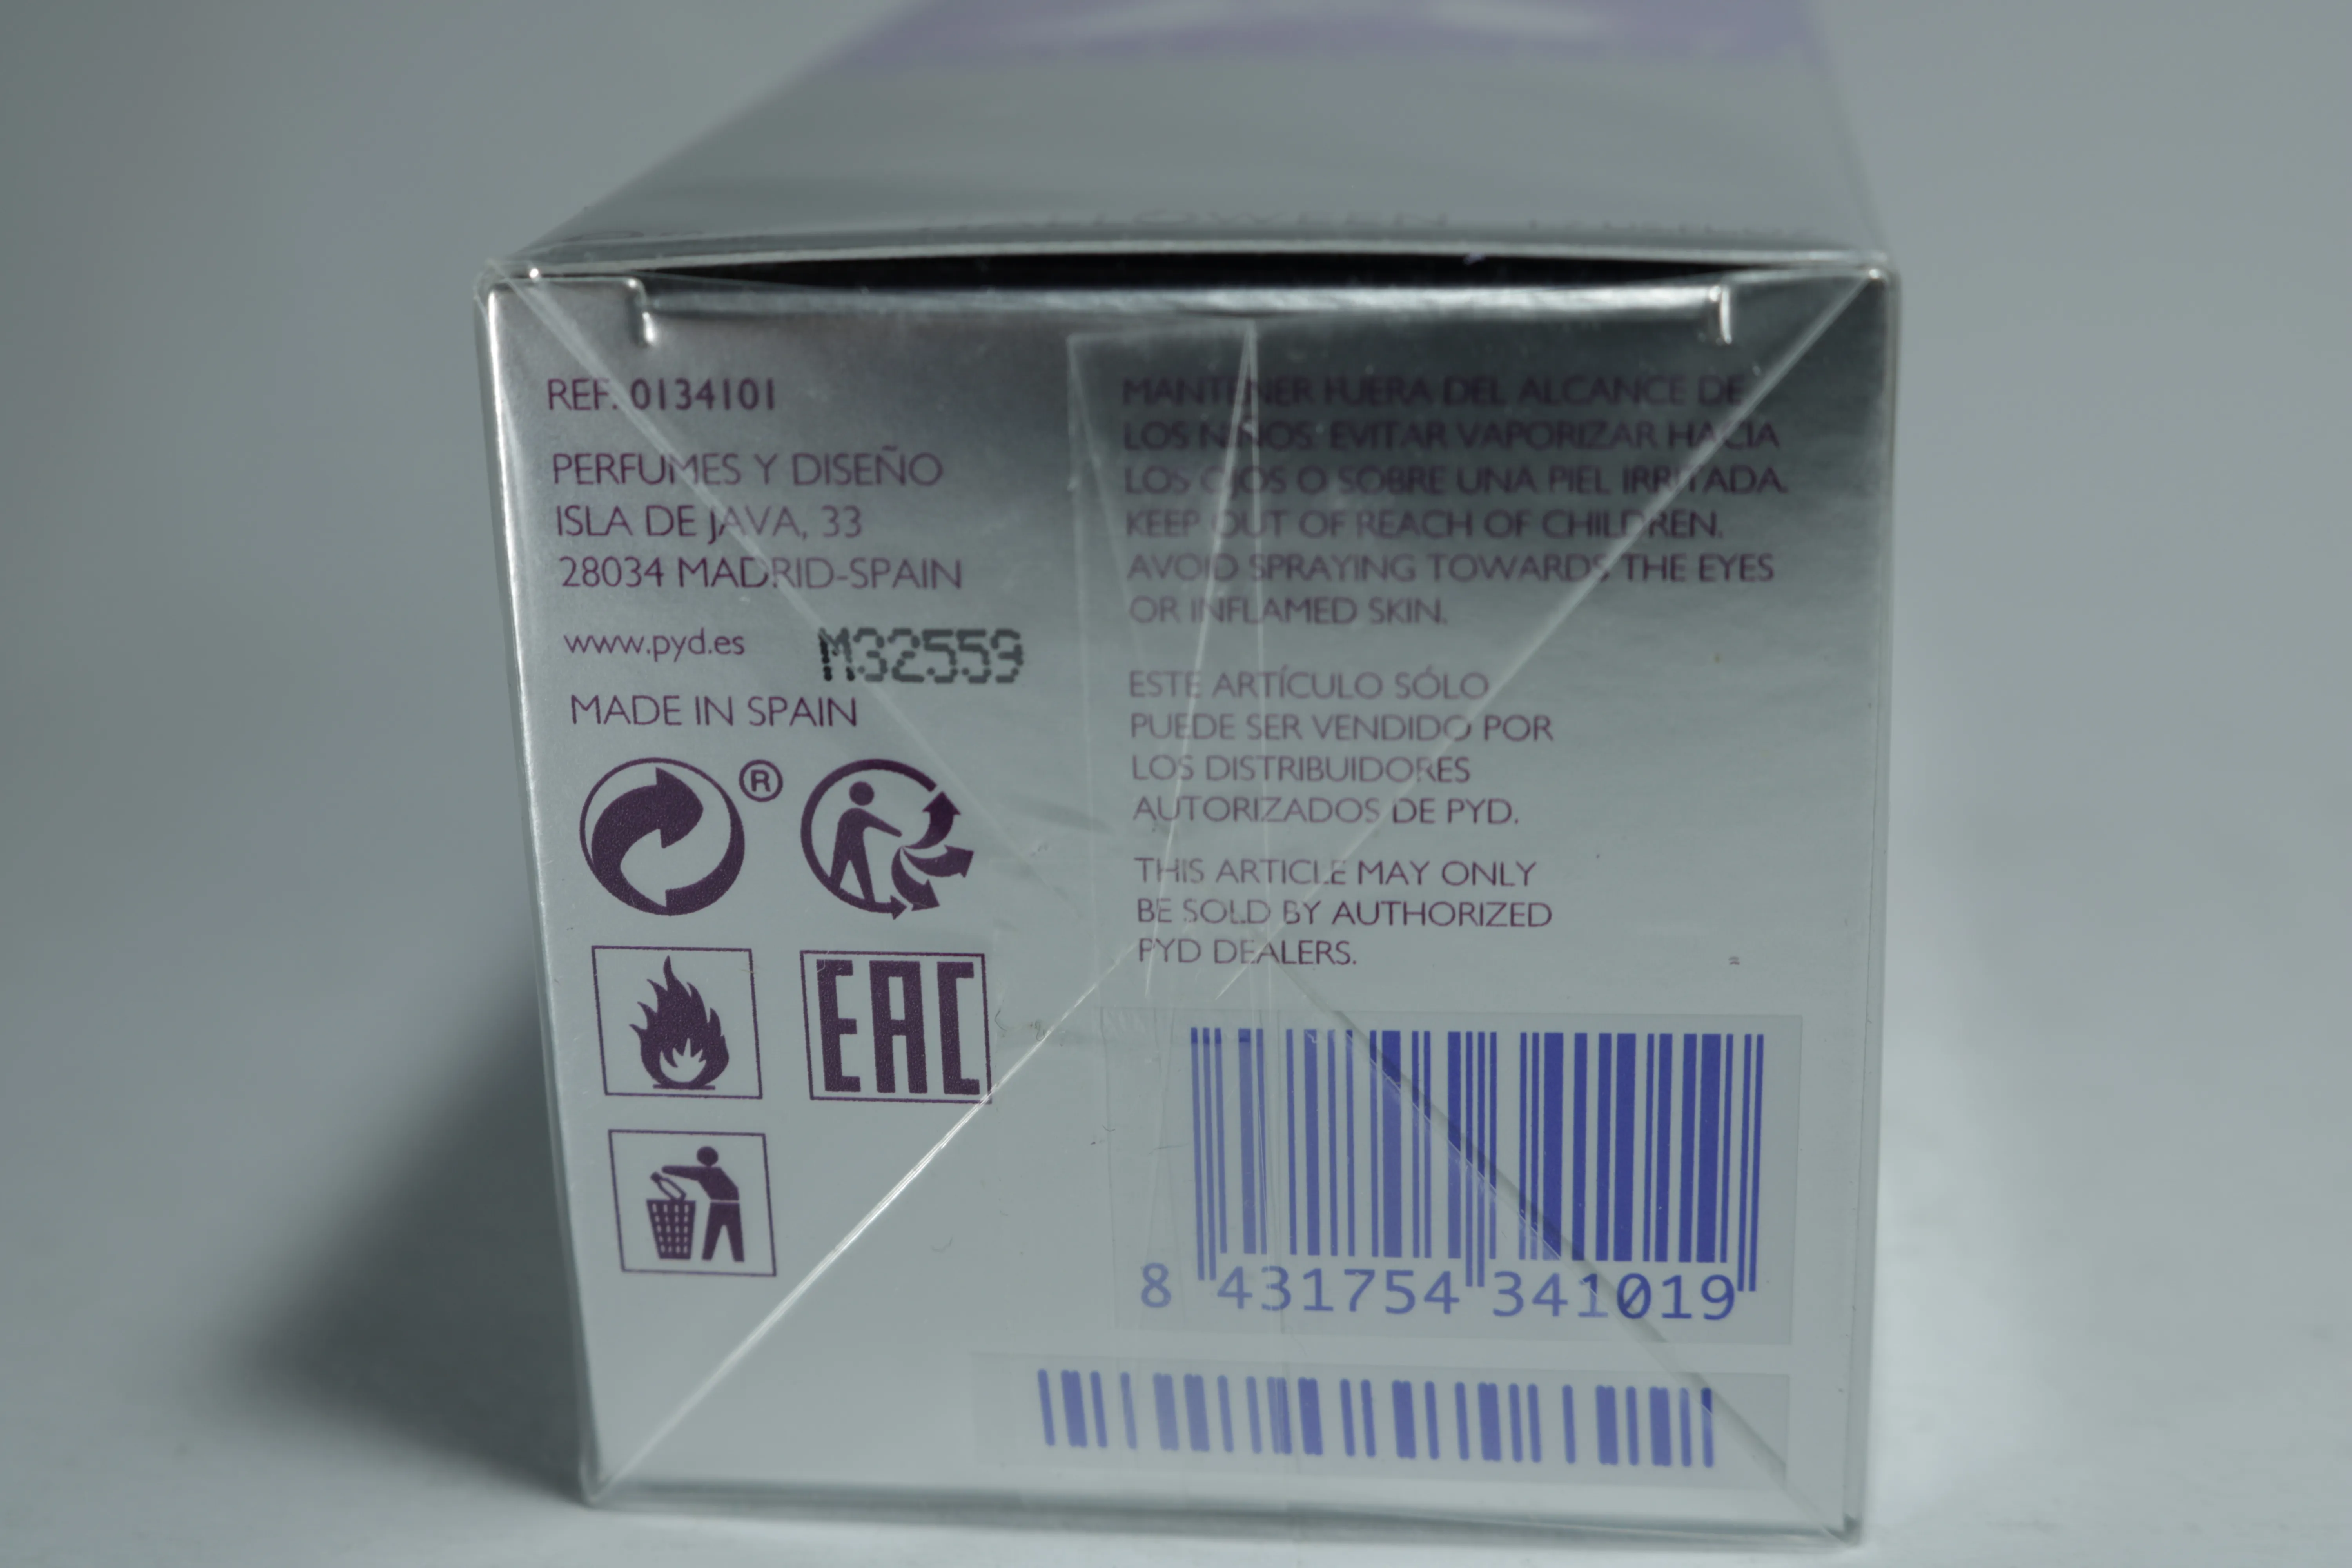 HALLOWEEN
REF. 0134101
PERFUMES Y DISEÑO
ISLA DE JAVA, 33
28034 MADRID-SPAIN
www.pyd.es
M32559
MADE IN SPAIN
®
EAC
MANTENER FUERA DEL ALCANCE DE
LOS NIÑOS. EVITAR VAPORIZAR HACIA
LOS OJOS O SOBRE UNA PIEL IRRITADA.
KEEP OUT OF REACH OF CHILDREN.
AVOID SPRAYING TOWARDS THE EYES
OR INFLAMED SKIN.
ESTE ARTÍCULO SÓLO
PUEDE SER VENDIDO POR
LOS DISTRIBUIDORES
AUTORIZADOS DE PYD.
THIS ARTICLE MAY ONLY
BE SOLD BY AUTHORIZED
PYD DEALERS.
8 431754 341019